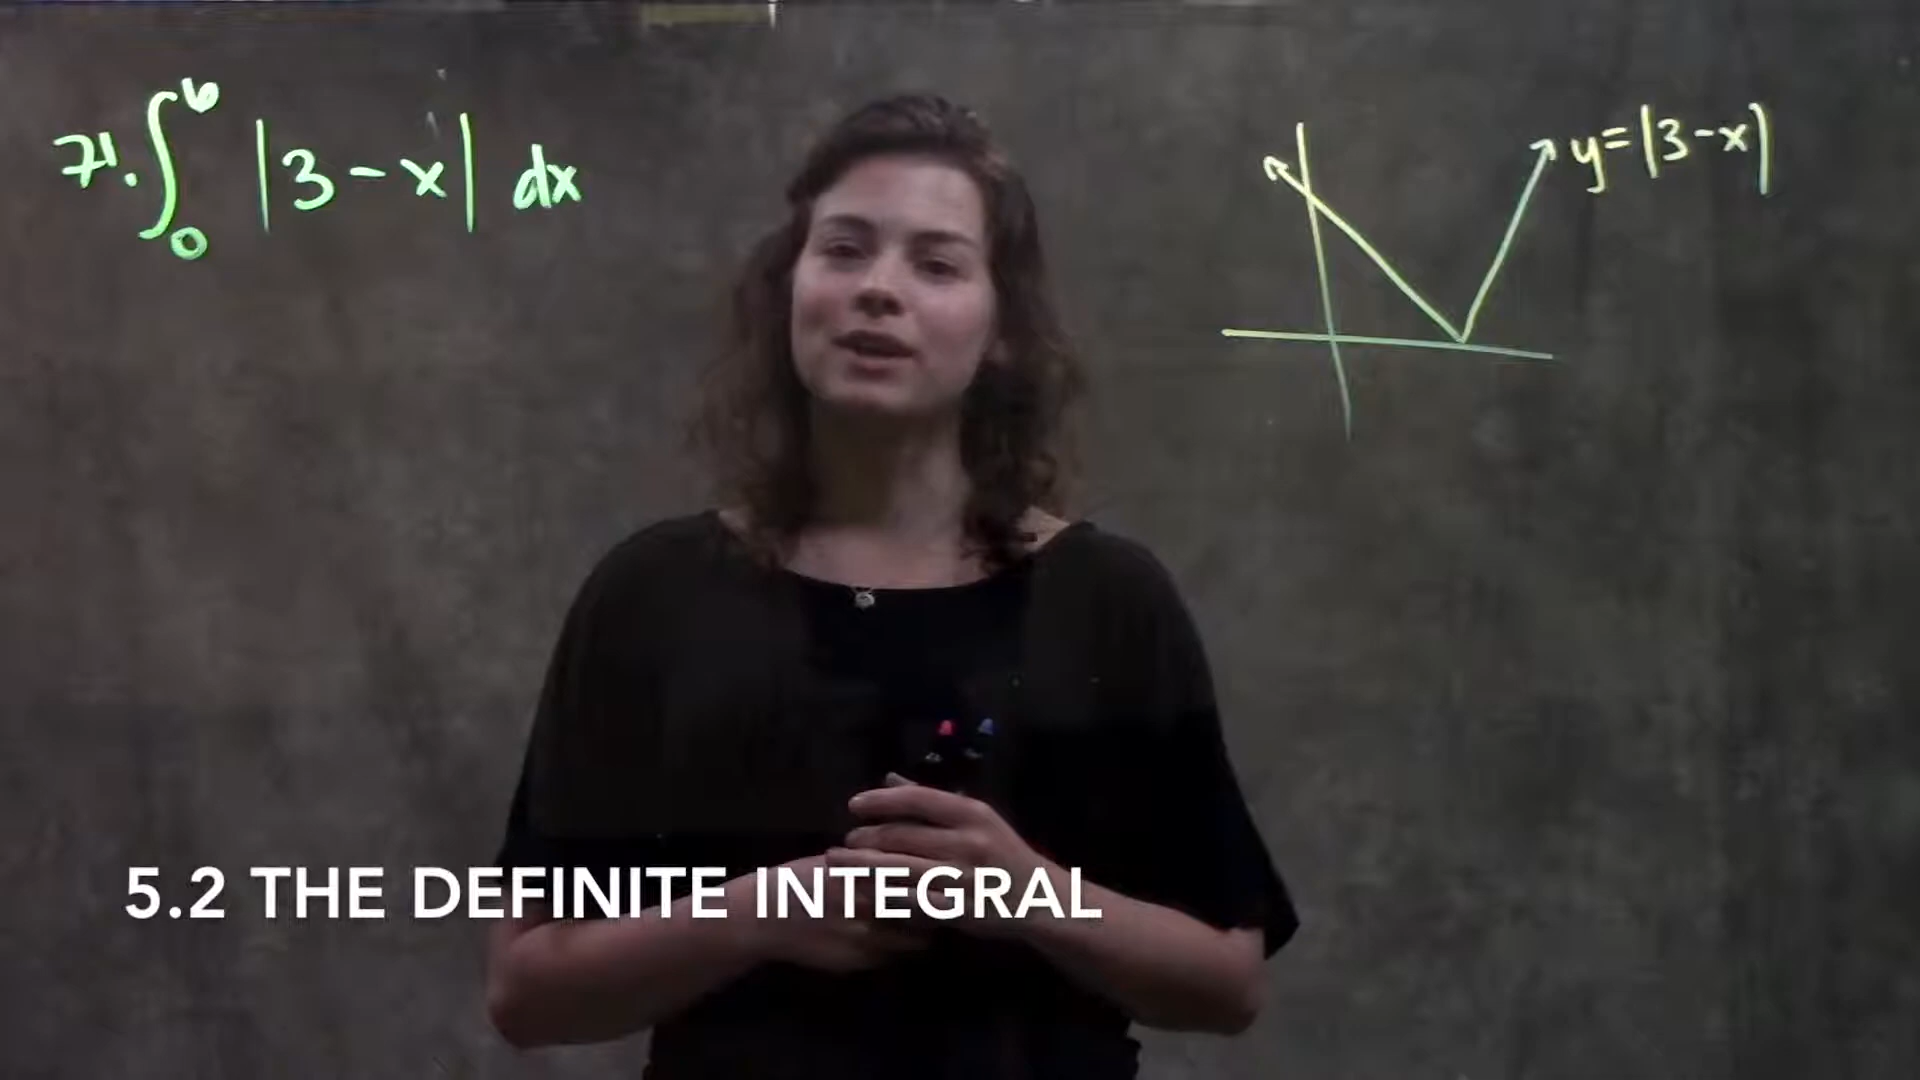 71. ∫₀⁶ |3-x| dx
y=|3-x|
5.2 THE DEFINITE INTEGRAL